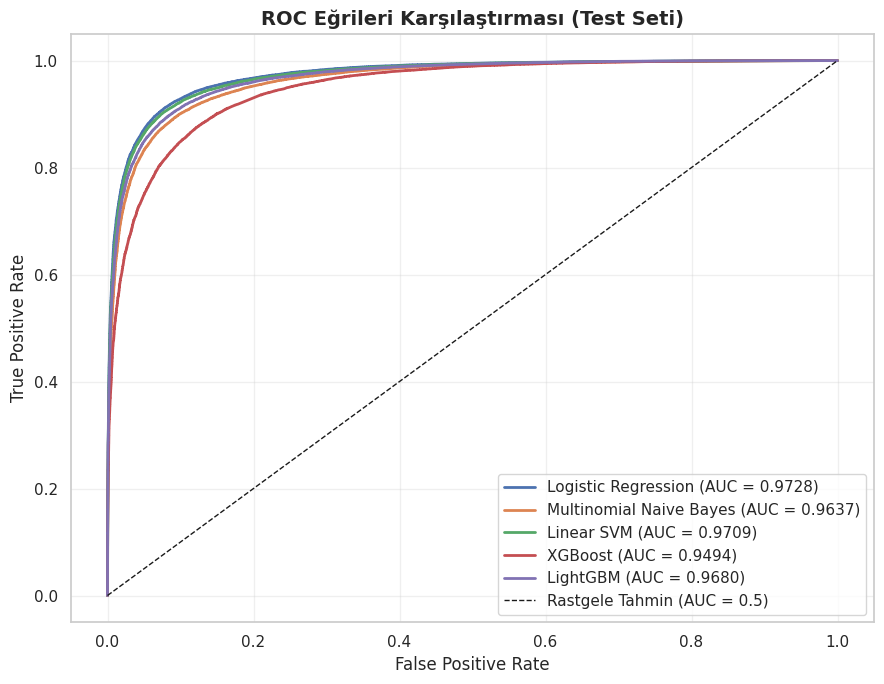 ROC Eğrileri Karşılaştırması (Test Seti)
True Positive Rate
1.0
0.8
0.6
0.4
0.2
0.0
Logistic Regression (AUC = 0.9728)
Multinomial Naive Bayes (AUC = 0.9637)
Linear SVM (AUC = 0.9709)
XGBoost (AUC = 0.9494)
LightGBM (AUC = 0.9680)
Rastgele Tahmin (AUC = 0.5)
0.0 0.2 0.4 0.6 0.8 1.0
False Positive Rate